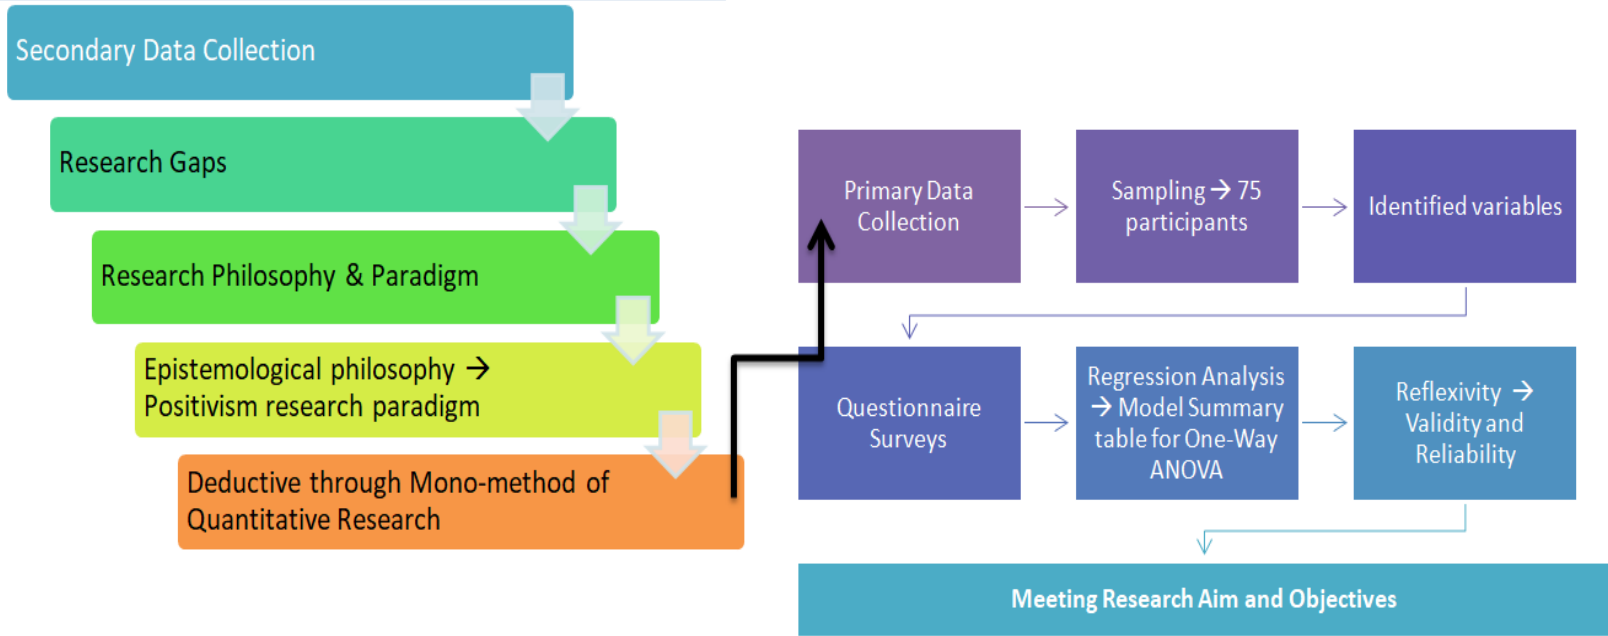 Secondary Data Collection
Research Gaps
Research Philosophy & Paradigm
Epistemological philosophy →
Positivism research paradigm
Deductive through Mono-method of
Quantitative Research
Primary Data
Collection
Sampling → 75
participants
Identified variables
Questionnaire
Surveys
Regression Analysis
→ Model Summary
table for One-Way
ANOVA
Reflexivity →
Validity and
Reliability
Meeting Research Aim and Objectives